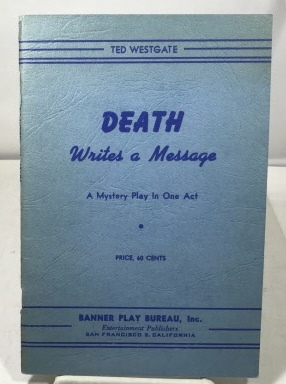 TED WESTGATE
DEATH
Writes a Message
A Mystery Play in One Act
PRICE, 60 CENTS
BANNER PLAY BUREAU, Inc.
Entertainment Publishers
SAN FRANCISCO 2, CALIFORNIA